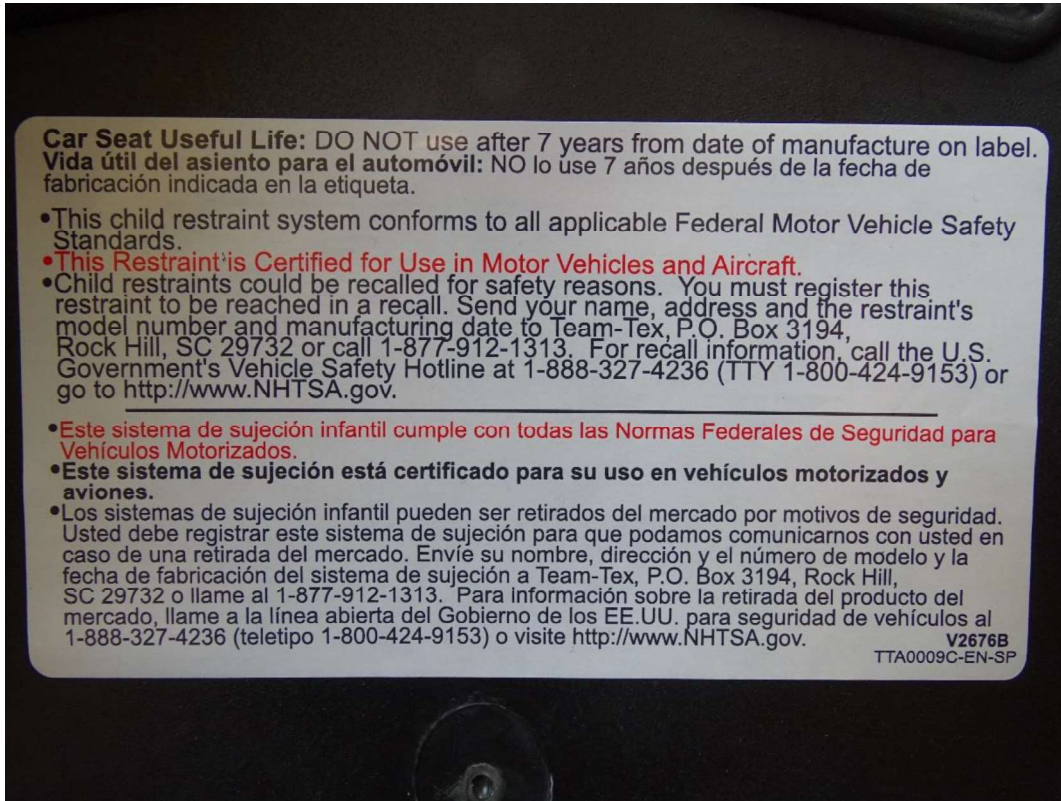 Car Seat Useful Life: DO NOT use after 7 years from date of manufacture on label.
Vida útil del asiento para el automóvil: NO lo use 7 años después de la fecha de
fabricación indicada en la etiqueta.
•This child restraint system conforms to all applicable Federal Motor Vehicle Safety
Standards.
•This Restraint is Certified for Use in Motor Vehicles and Aircraft.
•Child restraints could be recalled for safety reasons. You must register this
restraint to be reached in a recall. Send your name, address and the restraint's
model number and manufacturing date to Team-Tex, P.O. Box 3194,
Rock Hill, SC 29732 or call 1-877-912-1313. For recall information, call the U.S.
Government's Vehicle Safety Hotline at 1-888-327-4236 (TTY 1-800-424-9153) or
go to http://www.NHTSA.gov.
•Este sistema de sujeción infantil cumple con todas las Normas Federales de Seguridad para
Vehículos Motorizados.
•Este sistema de sujeción está certificado para su uso en vehículos motorizados y
aviones.
•Los sistemas de sujeción infantil pueden ser retirados del mercado por motivos de seguridad.
Usted debe registrar este sistema de sujeción para que podamos comunicarnos con usted en
caso de una retirada del mercado. Envíe su nombre, dirección y el número de modelo y la
fecha de fabricación del sistema de sujeción a Team-Tex, P.O. Box 3194, Rock Hill,
SC 29732 o llame al 1-877-912-1313. Para información sobre la retirada del producto del
mercado, llame a la línea abierta del Gobierno de los EE.UU. para seguridad de vehículos al
1-888-327-4236 (teletipo 1-800-424-9153) o visite http://www.NHTSA.gov.
V2676B
TTA0009C-EN-SP